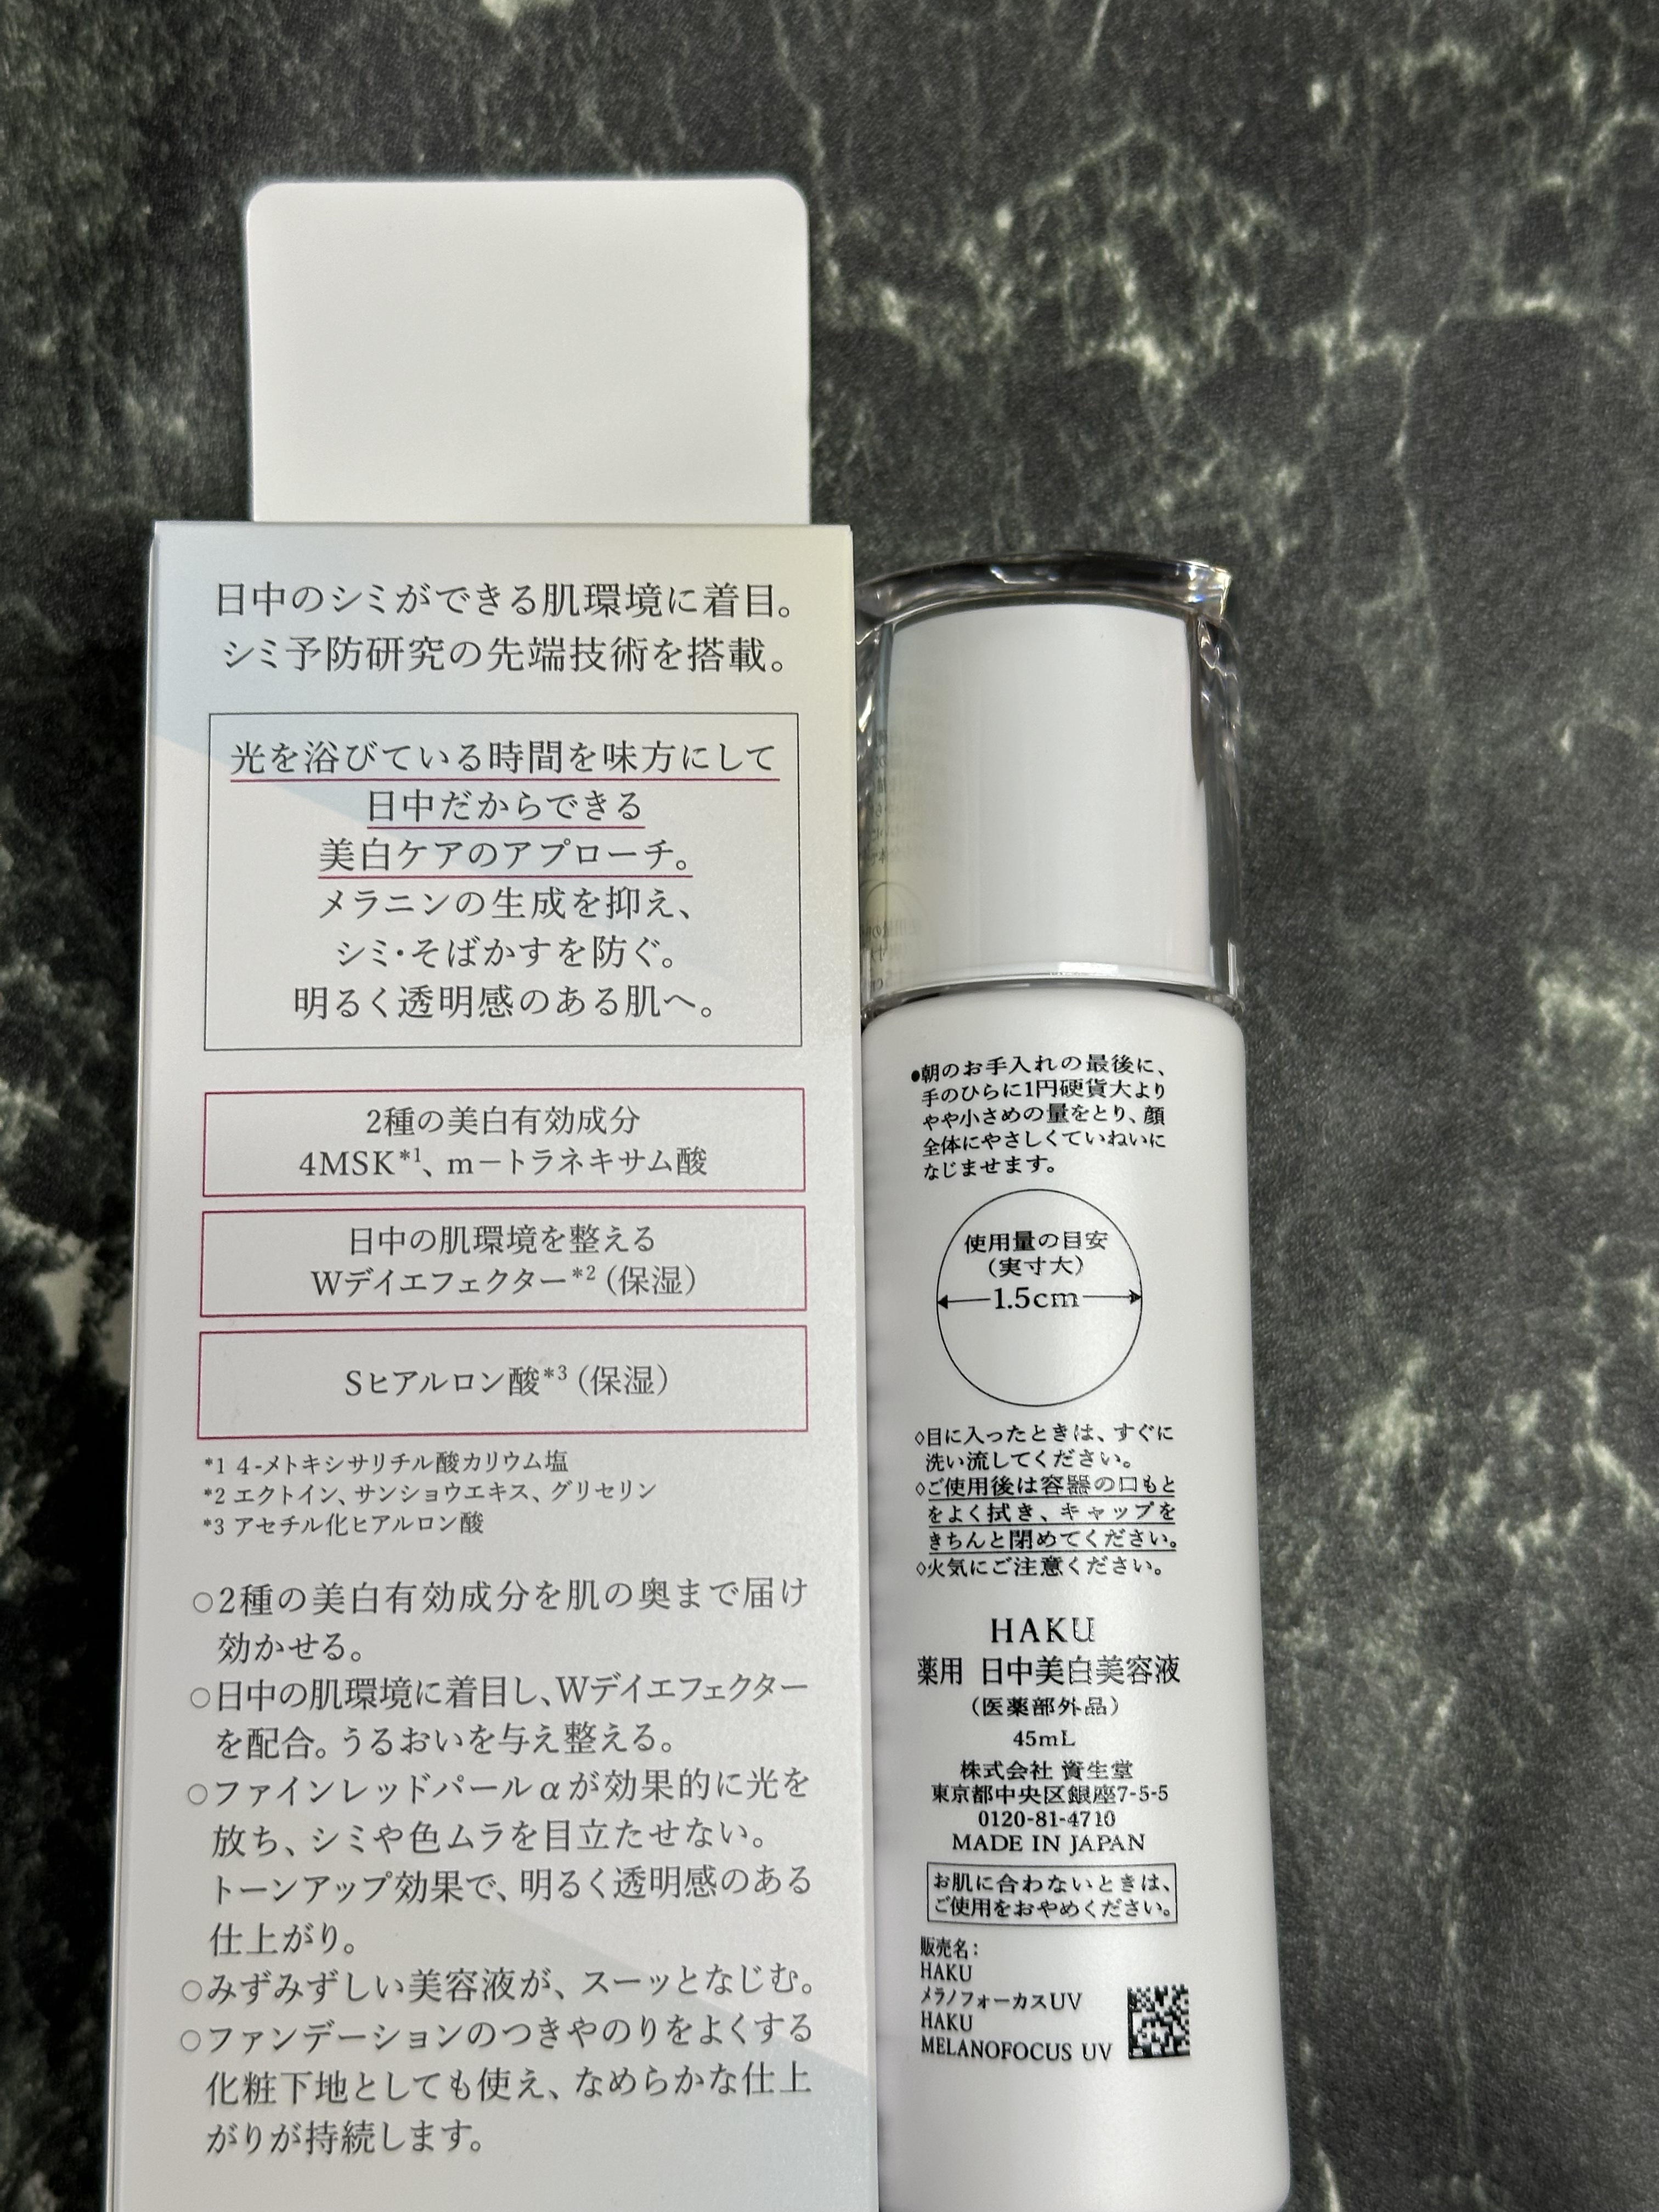 日中のシミができる肌環境に着目。
シミ予防研究の先端技術を搭載。
光を浴びている時間を味方にして
日中だからできる
美白ケアのアプローチ。
メラニンの生成を抑え、
シミ・そばかすを防ぐ。
明るく透明感のある肌へ。
2種の美白有効成分
4MSK*1、m－トラネキサム酸
日中の肌環境を整える
Wデイエフェクター*2（保湿）
Sヒアルロン酸*3（保湿）
*1 4-メトキシサリチル酸カリウム塩
*2 エクトイン、サンショウエキス、グリセリン
*3 アセチル化ヒアルロン酸
○2種の美白有効成分を肌の奥まで届け
効かせる。
○日中の肌環境に着目し、Wデイエフェクター
を配合。うるおいを与え整える。
○ファインレッドパールαが効果的に光を
放ち、シミや色ムラを目立たせない。
トーンアップ効果で、明るく透明感のある
仕上がり。
○みずみずしい美容液が、スーッとなじむ。
○ファンデーションのつきやのりをよくする
化粧下地としても使え、なめらかな仕上
がりが持続します。
●朝のお手入れの最後に、
手のひらに1円硬貨大より
やや小さめの量をとり、顔
全体にやさしくていねいに
なじませます。
使用量の目安
（実寸大）
1.5cm
◇目に入ったときは、すぐに
洗い流してください。
◇ご使用後は容器の口もと
をよく拭き、キャップを
きちんと閉めてください。
◇火気にご注意ください。
HAKU
薬用 日中美白美容液
（医薬部外品）
45mL
株式会社 資生堂
東京都中央区銀座7-5-5
0120-81-4710
MADE IN JAPAN
お肌に合わないときは、
ご使用をおやめください。
販売名：
HAKU
メラノフォーカスUV
HAKU
MELANOFOCUS UV